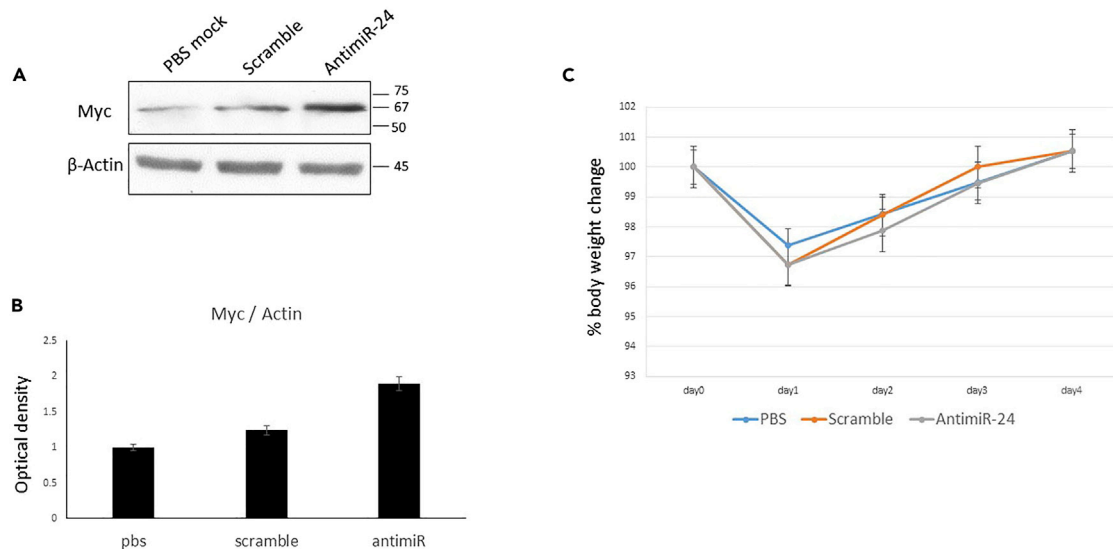 A
PBS mock
Scramble
AntimiR-24
Myc
75
67
50
β-Actin
45
B
Myc / Actin
Optical density
2.5
2
1.5
1
0.5
0
pbs
scramble
antimiR
C
% body weight change
102
101
100
99
98
97
96
95
94
93
day0
day1
day2
day3
day4
PBS
Scramble
AntimiR-24